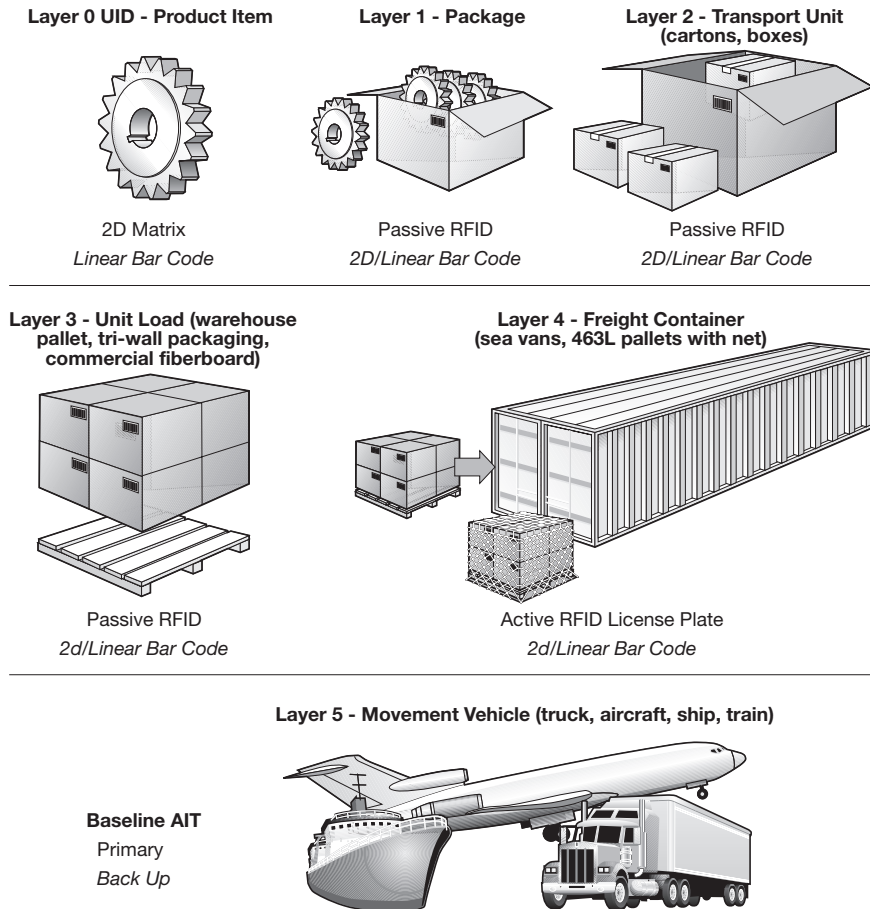 Layer 0 UID - Product Item
Layer 1 - Package
Layer 2 - Transport Unit
(cartons, boxes)
2D Matrix
Linear Bar Code
Passive RFID
2D/Linear Bar Code
Passive RFID
2D/Linear Bar Code
Layer 3 - Unit Load (warehouse
pallet, tri-wall packaging,
commercial fiberboard)
Layer 4 - Freight Container
(sea vans, 463L pallets with net)
Passive RFID
2d/Linear Bar Code
Active RFID License Plate
2d/Linear Bar Code
Layer 5 - Movement Vehicle (truck, aircraft, ship, train)
Baseline AIT
Primary
Back Up